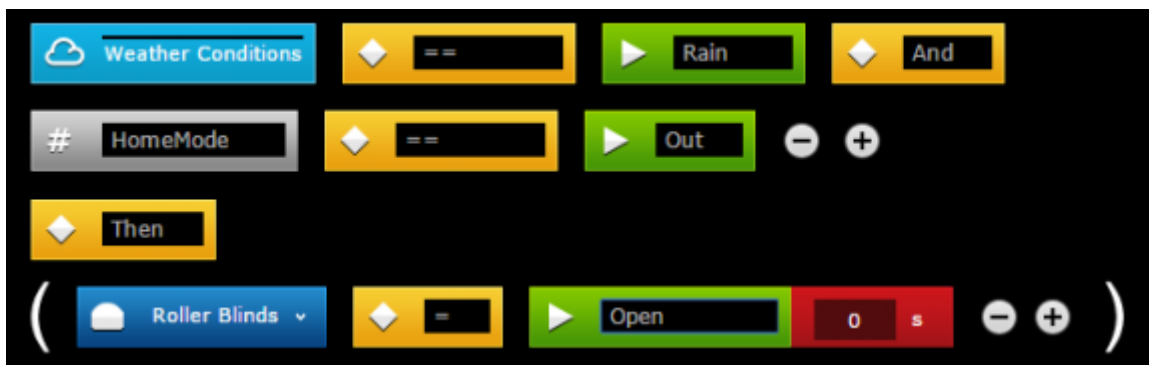 Weather Conditions == Rain And
# HomeMode == Out
Then
( Roller Blinds = Open 0 s )